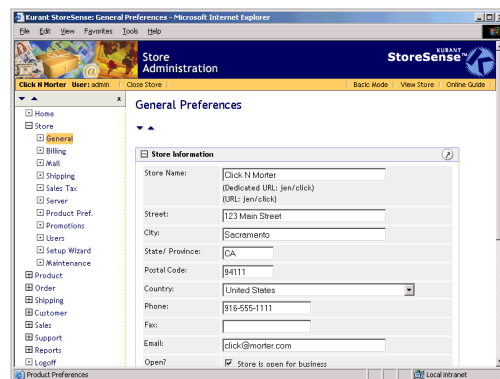 Kurant StoreSense: General Preferences - Microsoft Internet Explorer
File Edit View Favorites Tools Help
Store
Administration
KURANT
StoreSense
Click N Morter User: admin Close Store Basic Mode View Store Online Guide
x
Home
Store
General
Billing
Mail
Shipping
Sales Tax
Server
Product Pref.
Promotions
Users
Setup Wizard
Maintenance
Product
Order
Shipping
Customer
Sales
Support
Reports
Logoff
General Preferences
Store Information ?
Store Name: Click N Morter
(Dedicated URL: jen/click)
(URL: jen/click)
Street: 123 Main Street
City: Sacramento
State/ Province: CA
Postal Code: 94111
Country: United States
Phone: 916-555-1111
Fax:
Email: click@morter.com
Open? Store is open for business
Product Preferences Local intranet